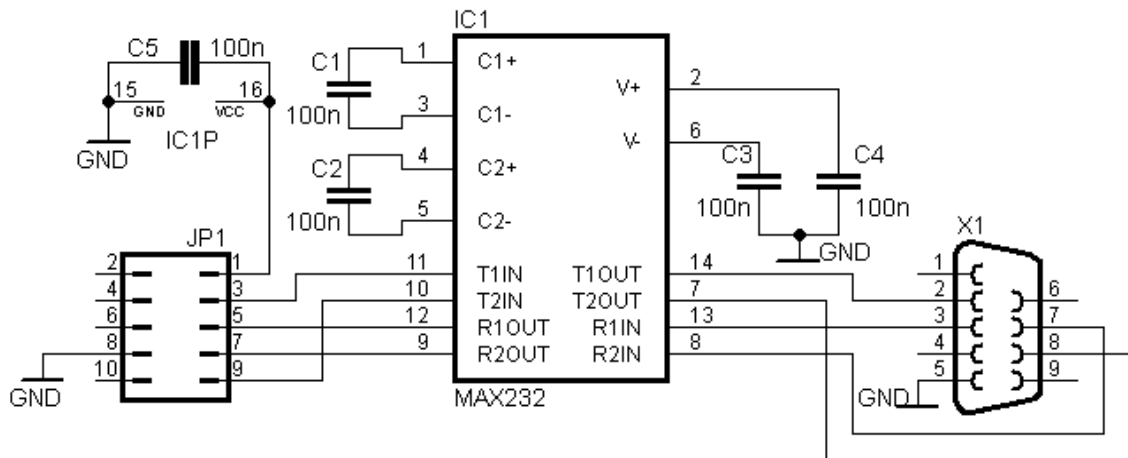 IC1
C5 100n
15 GND VCC 16
IC1P
GND
C1
100n
C2
100n
1 C1+
3 C1-
4 C2+
5 C2-
11 T1IN T1OUT 14
10 T2IN T2OUT 7
12 R1OUT R1IN 13
9 R2OUT R2IN 8
V+ 2
V- 6
MAX232
C3
100n
C4
100n
GND
JP1
2 1
4 3
6 5
8 7
10 9
GND
X1
1
2 6
3 7
4 8
5 9
GND